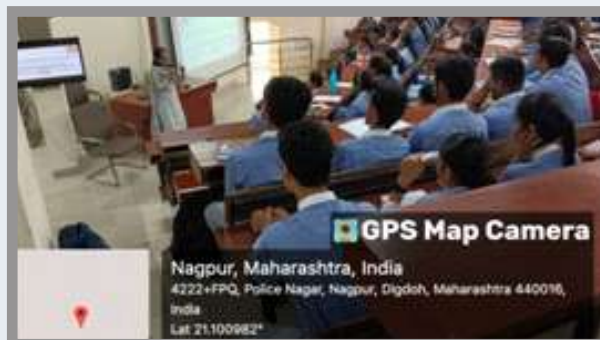 GPS Map Camera
Nagpur, Maharashtra, India
4222+FPQ, Police Nagar, Nagpur, Digdoh, Maharashtra 440016,
India
Lat 21.100982°